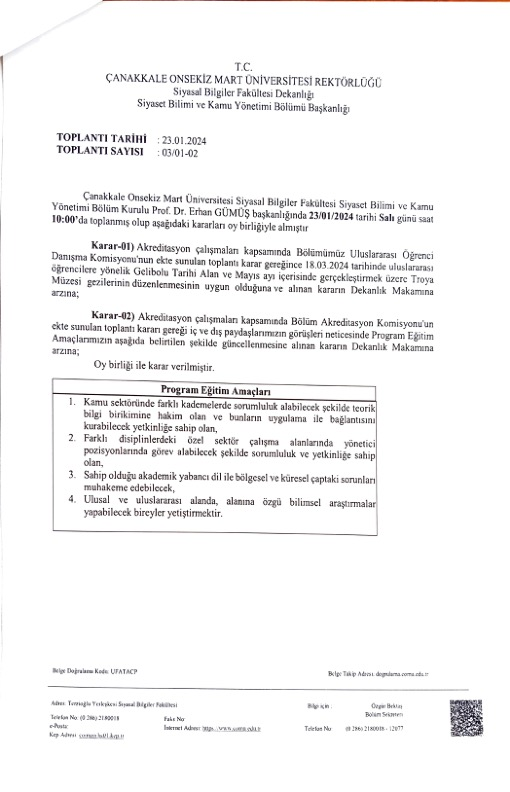 T.C.
ÇANAKKALE ONSEKİZ MART ÜNİVERSİTESİ REKTÖRLÜĞÜ
Siyasal Bilgiler Fakültesi Dekanlığı
Siyaset Bilimi ve Kamu Yönetimi Bölümü Başkanlığı
TOPLANTI TARİHİ : 23.01.2024
TOPLANTI SAYISI : 03/01-02
Çanakkale Onsekiz Mart Üniversitesi Siyasal Bilgiler Fakültesi Siyaset Bilimi ve Kamu
Yönetimi Bölüm Kurulu Prof. Dr. Erhan GÜMÜŞ başkanlığında 23/01/2024 tarihi Salı günü saat
10:00'da toplanmış olup aşağıdaki kararları oy birliğiyle almıştır
Karar-01) Akreditasyon çalışmaları kapsamında Bölümümüz Uluslararası Öğrenci
Danışma Komisyonu'nun ekte sunulan toplantı karar gereğince 18.03.2024 tarihinde uluslararası
öğrencilere yönelik Gelibolu Tarihi Alan ve Mayıs ayı içerisinde gerçekleştirmek üzere Troya
Müzesi gezilerinin düzenlenmesinin uygun olduğuna ve alınan kararın Dekanlık Makamına
arzına;
Karar-02) Akreditasyon çalışmaları kapsamında Bölüm Akreditasyon Komisyonu'un
ekte sunulan toplantı kararı gereği iç ve dış paydaşlarımızın görüşleri neticesinde Program Eğitim
Amaçlarımızın aşağıda belirtilen şekilde güncellenmesine alınan kararın Dekanlık Makamına
arzına;
Oy birliği ile karar verilmiştir.
Program Eğitim Amaçları
1. Kamu sektöründe farklı kademelerde sorumluluk alabilecek şekilde teorik
bilgi birikimine hakim olan ve bunların uygulama ile bağlantısını
kurabilecek yetkinliğe sahip olan,
2. Farklı disiplinlerdeki özel sektör çalışma alanlarında yönetici
pozisyonlarında görev alabilecek şekilde sorumluluk ve yetkinliğe sahip
olan,
3. Sahip olduğu akademik yabancı dil ile bölgesel ve küresel çaptaki sorunları
muhakeme edebilecek,
4. Ulusal ve uluslararası alanda, alanına özgü bilimsel araştırmalar
yapabilecek bireyler yetiştirmektir.
Belge Doğrulama Kodu: UFATACP Belge Takip Adresi: dogrulama.comu.edu.tr
Adres: Terzioğlu Yerleşkesi Siyasal Bilgiler Fakültesi
Telefon No: (0 286) 2180018 Faks No:
e-Posta: İnternet Adresi:
Kep Adresi:
Bilgi için : Özgür Bektaş
Bölüm Sekreteri
Telefon No: (0 286) 2180018 - 12077